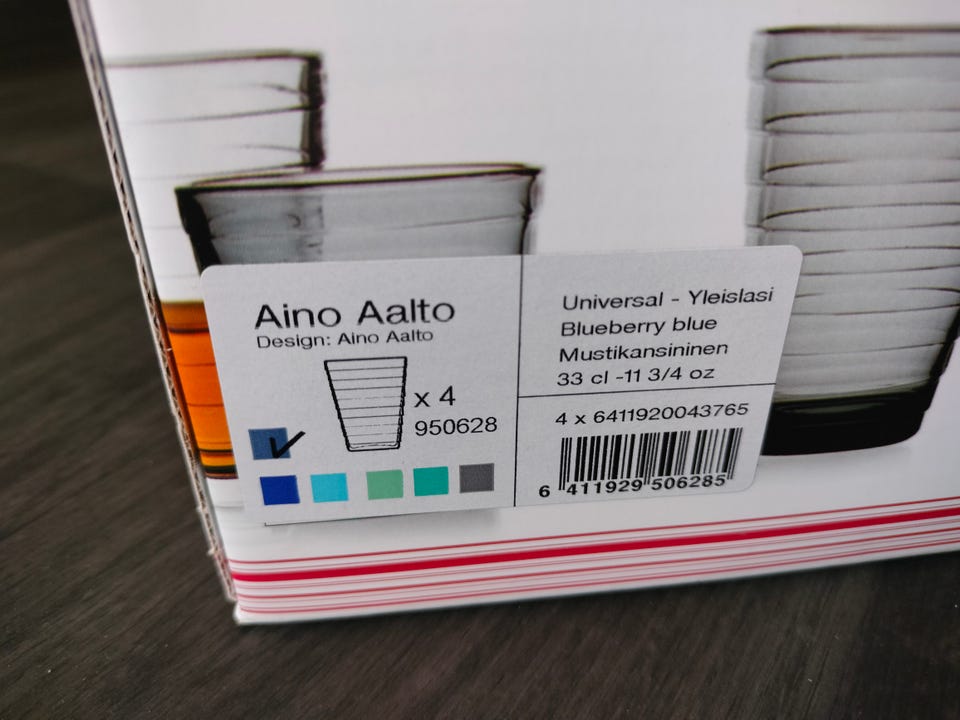 Aino Aalto
Design: Aino Aalto
x 4
950628
Universal - Yleislasi
Blueberry blue
Mustikansininen
33 cl -11 3/4 oz
4 x 6411920043765
6 411929 506285